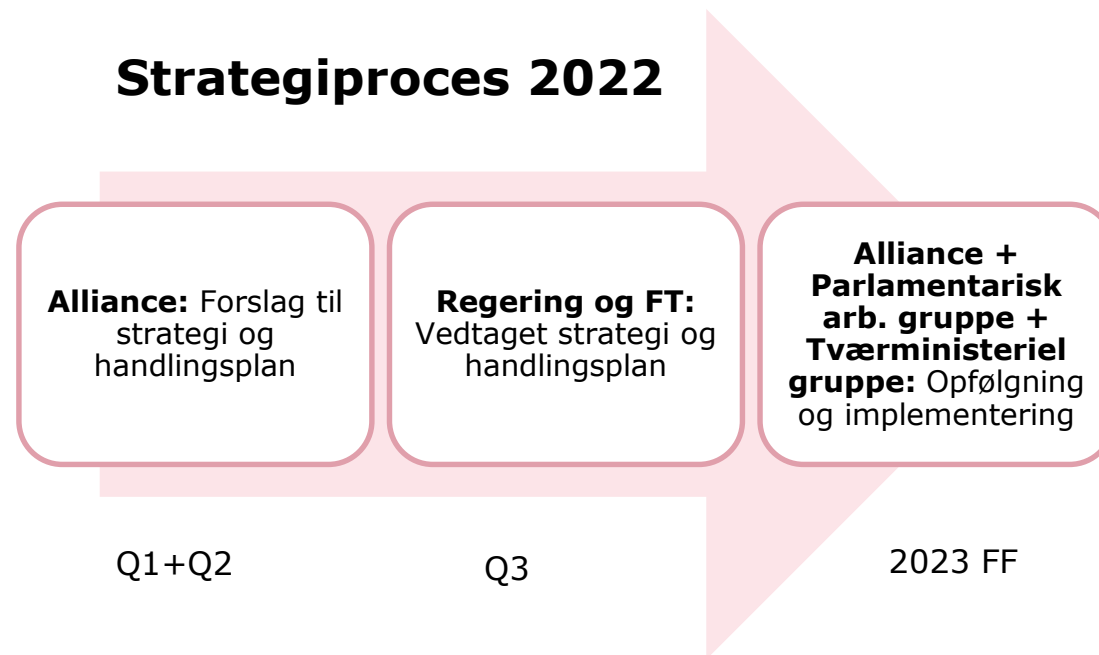 Strategiproces 2022
Alliance: Forslag til
strategi og
handlingsplan
Regering og FT:
Vedtaget strategi og
handlingsplan
Alliance +
Parlamentarisk
arb. gruppe +
Tværministeriel
gruppe: Opfølgning
og implementering
Q1+Q2
Q3
2023 FF